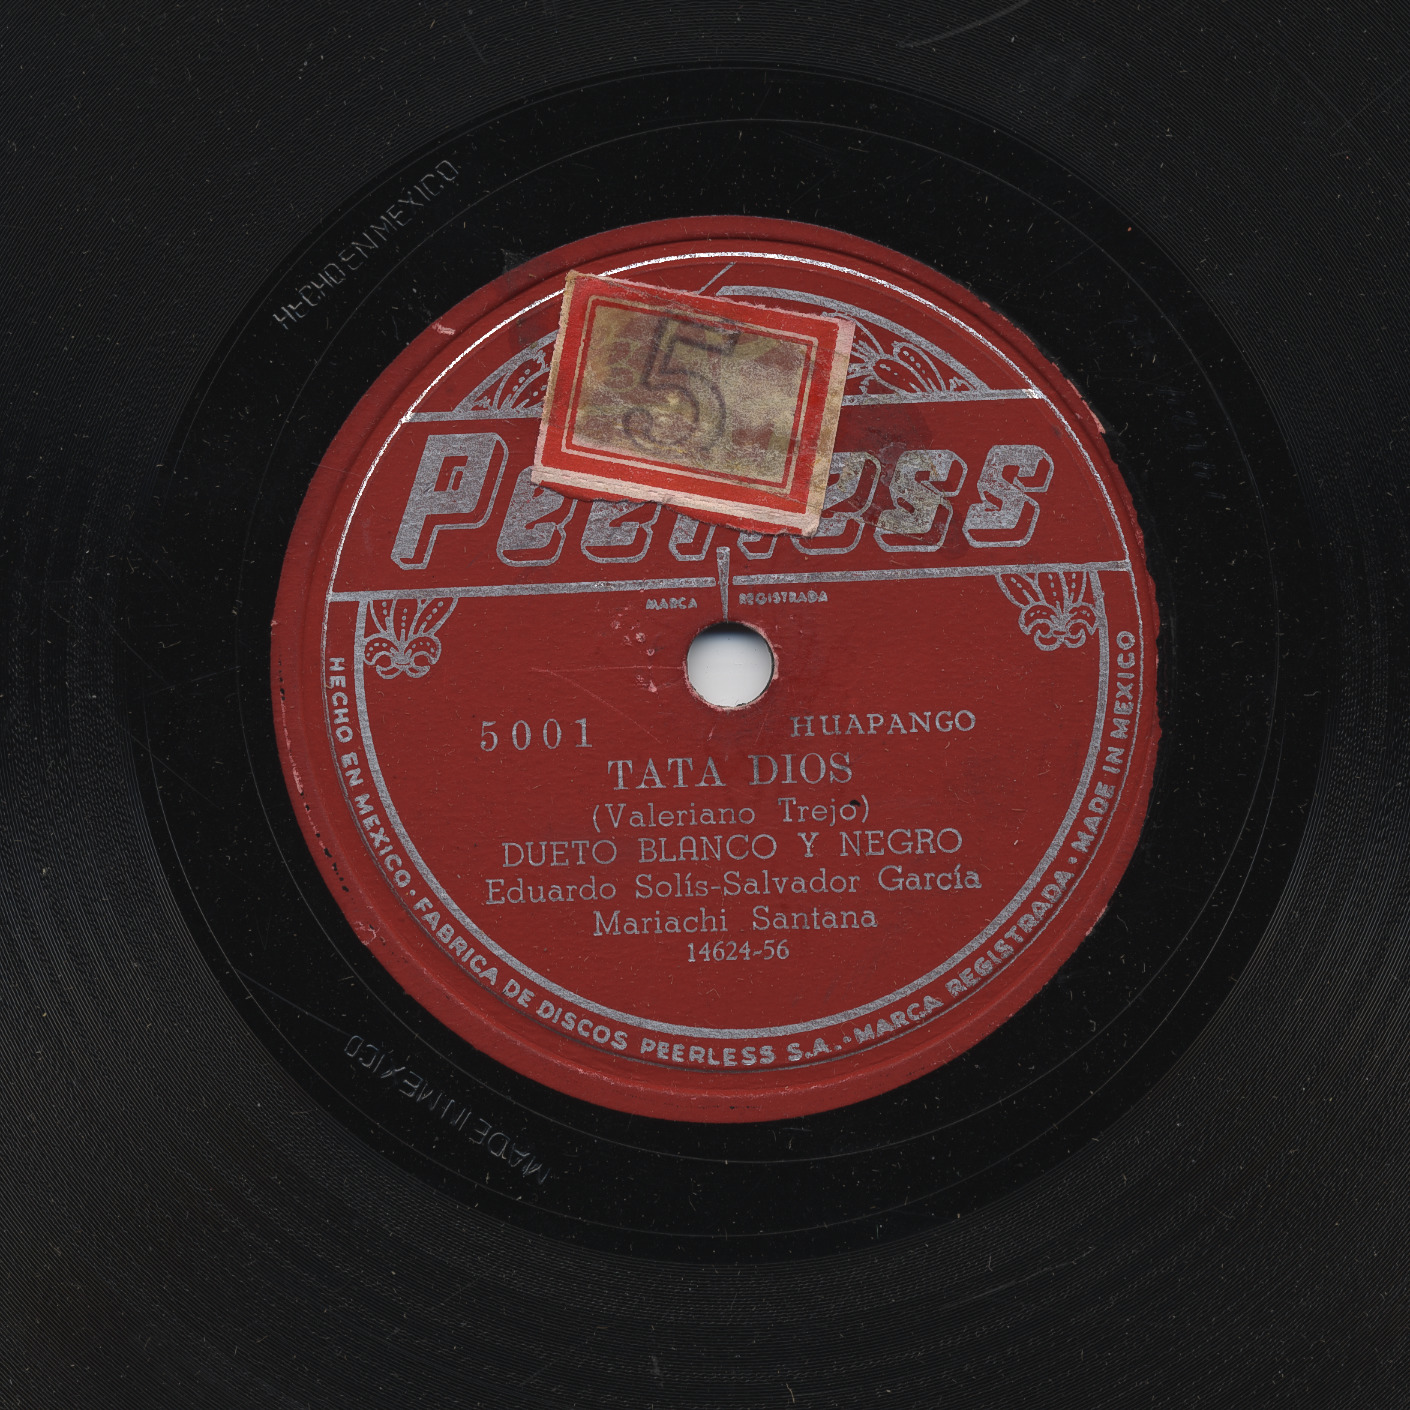 HECHO EN MEXICO
5
Peerless
MARCA REGISTRADA
5001 HUAPANGO
TATA DIOS
(Valeriano Trejo)
DUETO BLANCO Y NEGRO
Eduardo Solís-Salvador García
Mariachi Santana
14624-56
HECHO EN MEXICO · FABRICA DE DISCOS PEERLESS S.A. · MARCA REGISTRADA · MADE IN MEXICO
MADE IN MEXICO